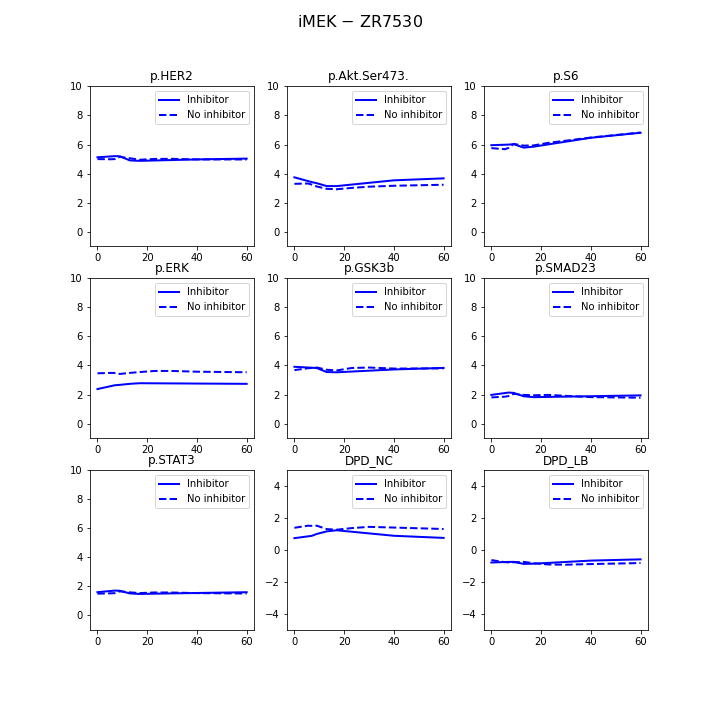 iMEK − ZR7530
p.HER2
p.Akt.Ser473.
p.S6
10
8
6
4
2
0
0 20 40 60
Inhibitor
No inhibitor
10
8
6
4
2
0
0 20 40 60
Inhibitor
No inhibitor
10
8
6
4
2
0
0 20 40 60
Inhibitor
No inhibitor
p.ERK
p.GSK3b
p.SMAD23
10
8
6
4
2
0
0 20 40 60
Inhibitor
No inhibitor
10
8
6
4
2
0
0 20 40 60
Inhibitor
No inhibitor
10
8
6
4
2
0
0 20 40 60
Inhibitor
No inhibitor
p.STAT3
DPD_NC
DPD_LB
10
8
6
4
2
0
0 20 40 60
Inhibitor
No inhibitor
4
2
0
−2
−4
0 20 40 60
Inhibitor
No inhibitor
4
2
0
−2
−4
0 20 40 60
Inhibitor
No inhibitor